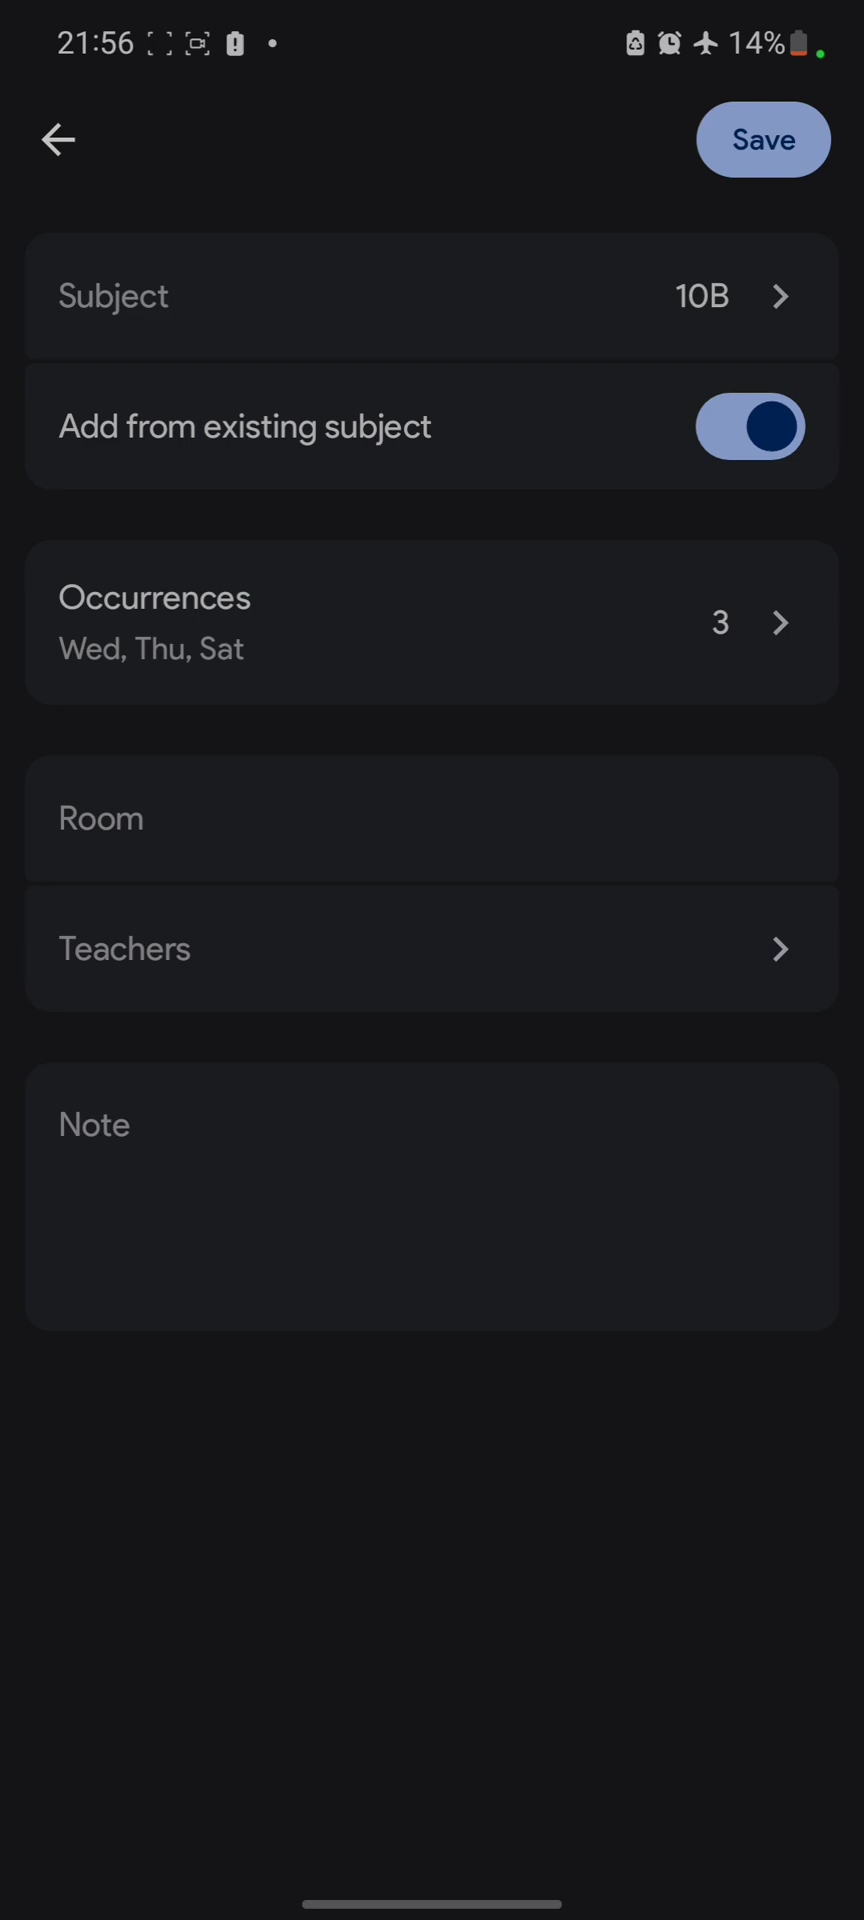 21:56
14%
Save
Subject
10B
Add from existing subject
Occurrences
Wed, Thu, Sat
3
Room
Teachers
Note